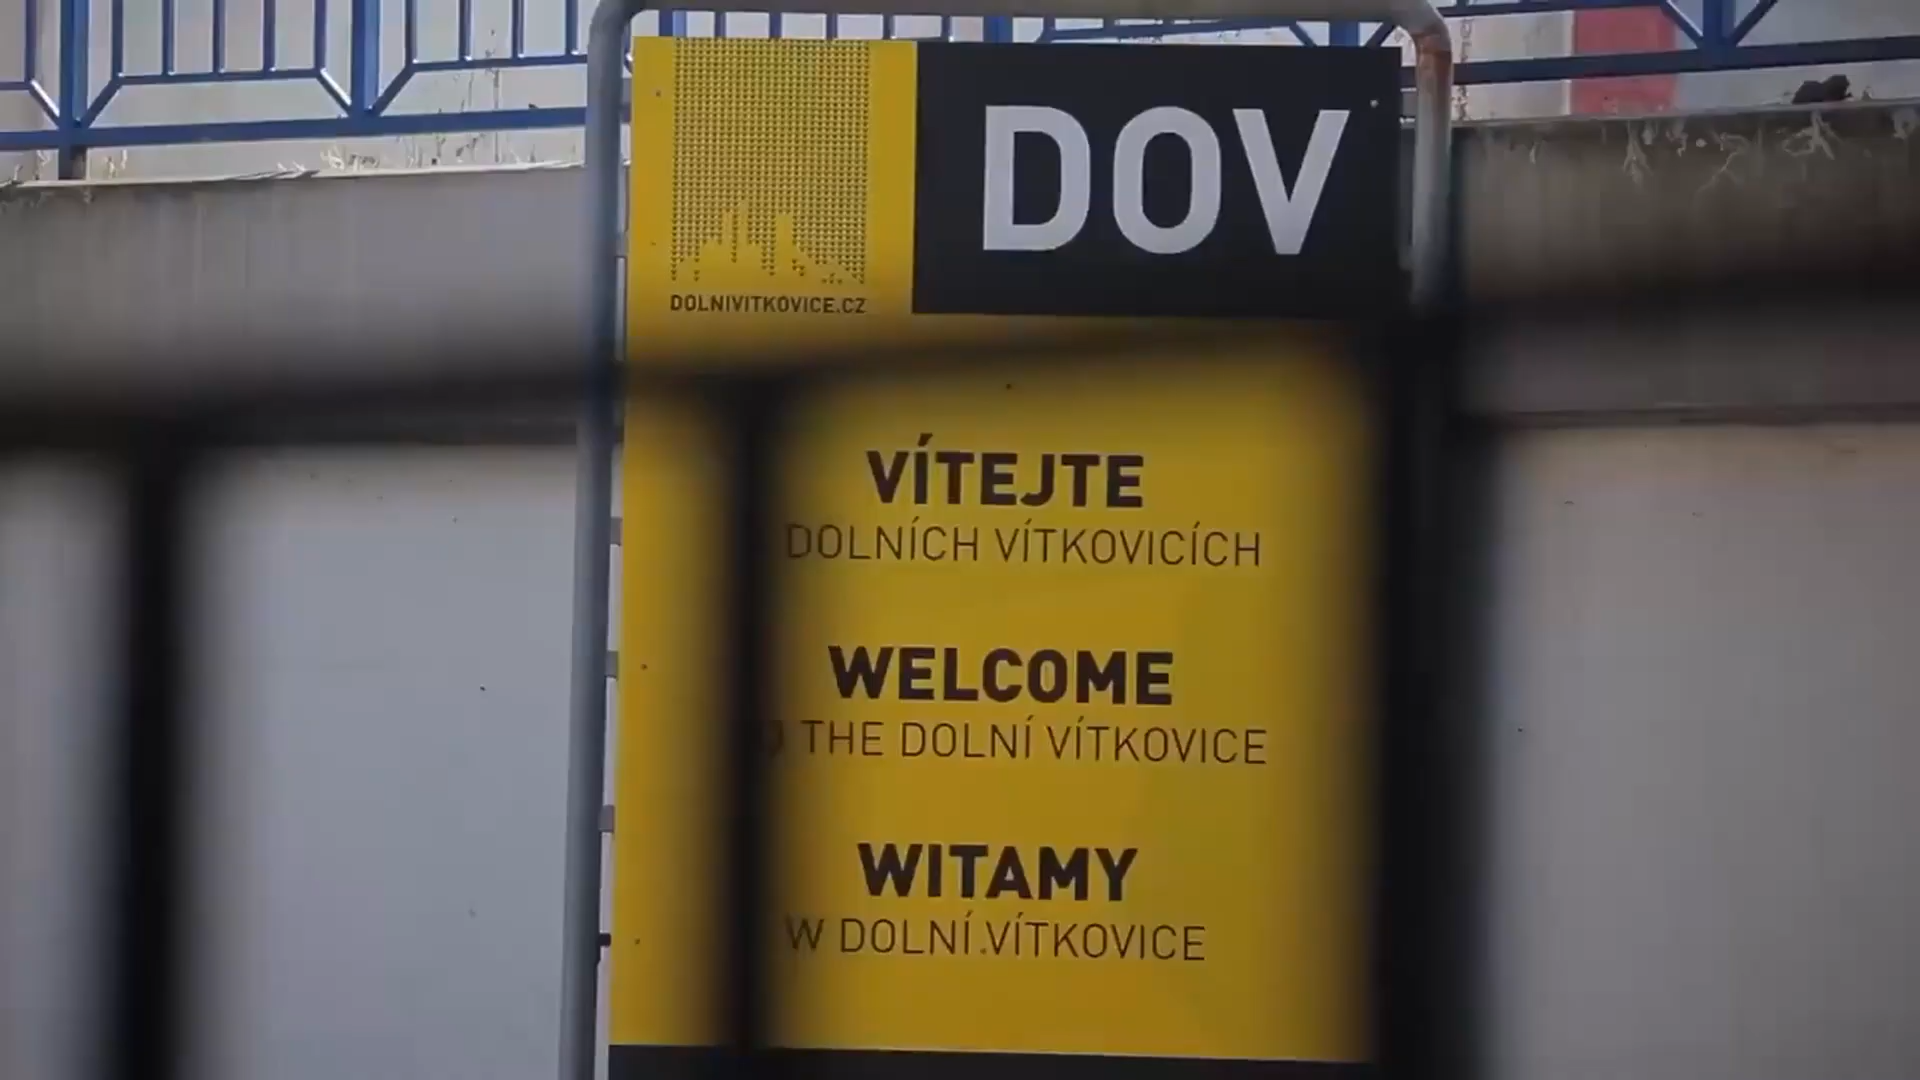 DOV
DOLNIVITKOVICE.CZ
VÍTEJTE
DOLNÍCH VÍTKOVICÍCH
WELCOME
THE DOLNÍ VÍTKOVICE
WITAMY
W DOLNÍ VÍTKOVICE